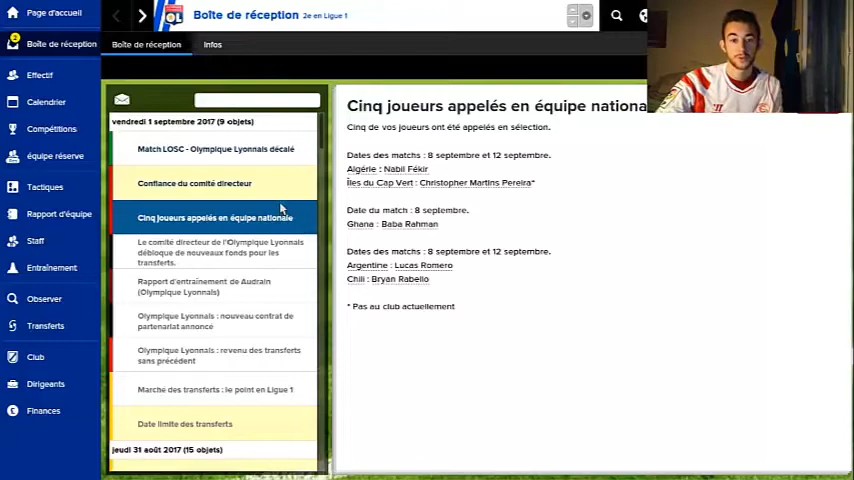 Page d'accueil
Boîte de réception
2e en Ligue 1
2
Boîte de réception
Boîte de réception
Infos
Effectif
Calendrier
Compétitions
équipe réserve
Tactiques
Rapport d'équipe
Staff
Entraînement
Observer
Transferts
Club
Dirigeants
Finances
vendredi 1 septembre 2017 (9 objets)
Match LOSC - Olympique Lyonnais décalé
Confiance du comité directeur
Cinq joueurs appelés en équipe nationale
Le comité directeur de l'Olympique Lyonnais
débloque de nouveaux fonds pour les
transferts.
Rapport d'entraînement de Audrain
(Olympique Lyonnais)
Olympique Lyonnais : nouveau contrat de
partenariat annoncé
Olympique Lyonnais : revenu des transferts
sans précédent
Marché des transferts : le point en Ligue 1
Date limite des transferts
jeudi 31 août 2017 (15 objets)
Cinq joueurs appelés en équipe nationa
Cinq de vos joueurs ont été appelés en sélection.
Dates des matchs : 8 septembre et 12 septembre.
Algérie : Nabil Fékir
Îles du Cap Vert : Christopher Martins Pereira*
Date du match : 8 septembre.
Ghana : Baba Rahman
Dates des matchs : 8 septembre et 12 septembre.
Argentine : Lucas Romero
Chili : Bryan Rabello
* Pas au club actuellement